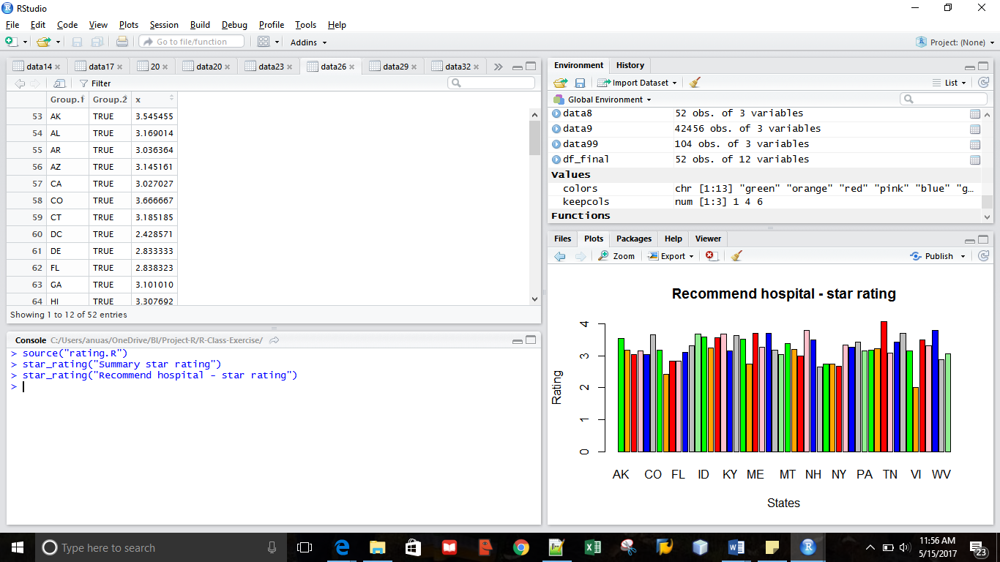 RStudio
File Edit Code View Plots Session Build Debug Profile Tools Help
Go to file/function Addins Project: (None)
data14 data17 20 data20 data23 data26 data29 data32
Filter
Group.1 Group.2 x
53 AK TRUE 3.545455
54 AL TRUE 3.169014
55 AR TRUE 3.036364
56 AZ TRUE 3.145161
57 CA TRUE 3.027027
58 CO TRUE 3.666667
59 CT TRUE 3.185185
60 DC TRUE 2.428571
61 DE TRUE 2.833333
62 FL TRUE 2.838323
63 GA TRUE 3.101010
64 HI TRUE 3.307692
Showing 1 to 12 of 52 entries
Console C:/Users/anuas/OneDrive/BI/Project-R/R-Class-Exercise/
> source("rating.R")
> star_rating("Summary star rating")
> star_rating("Recommend hospital - star rating")
>
Environment History
Import Dataset List
Global Environment
data8 52 obs. of 3 variables
data9 42456 obs. of 3 variables
data99 104 obs. of 3 variables
df_final 52 obs. of 12 variables
Values
colors chr [1:13] "green" "orange" "red" "pink" "blue" "g…
keepcols num [1:3] 1 4 6
Functions
Files Plots Packages Help Viewer
Zoom Export Publish
Recommend hospital - star rating
Rating
4
3
2
1
0
AK CO FL ID KY ME MT NH NY PA TN VI WV
States
Type here to search
11:56 AM
5/15/2017
23